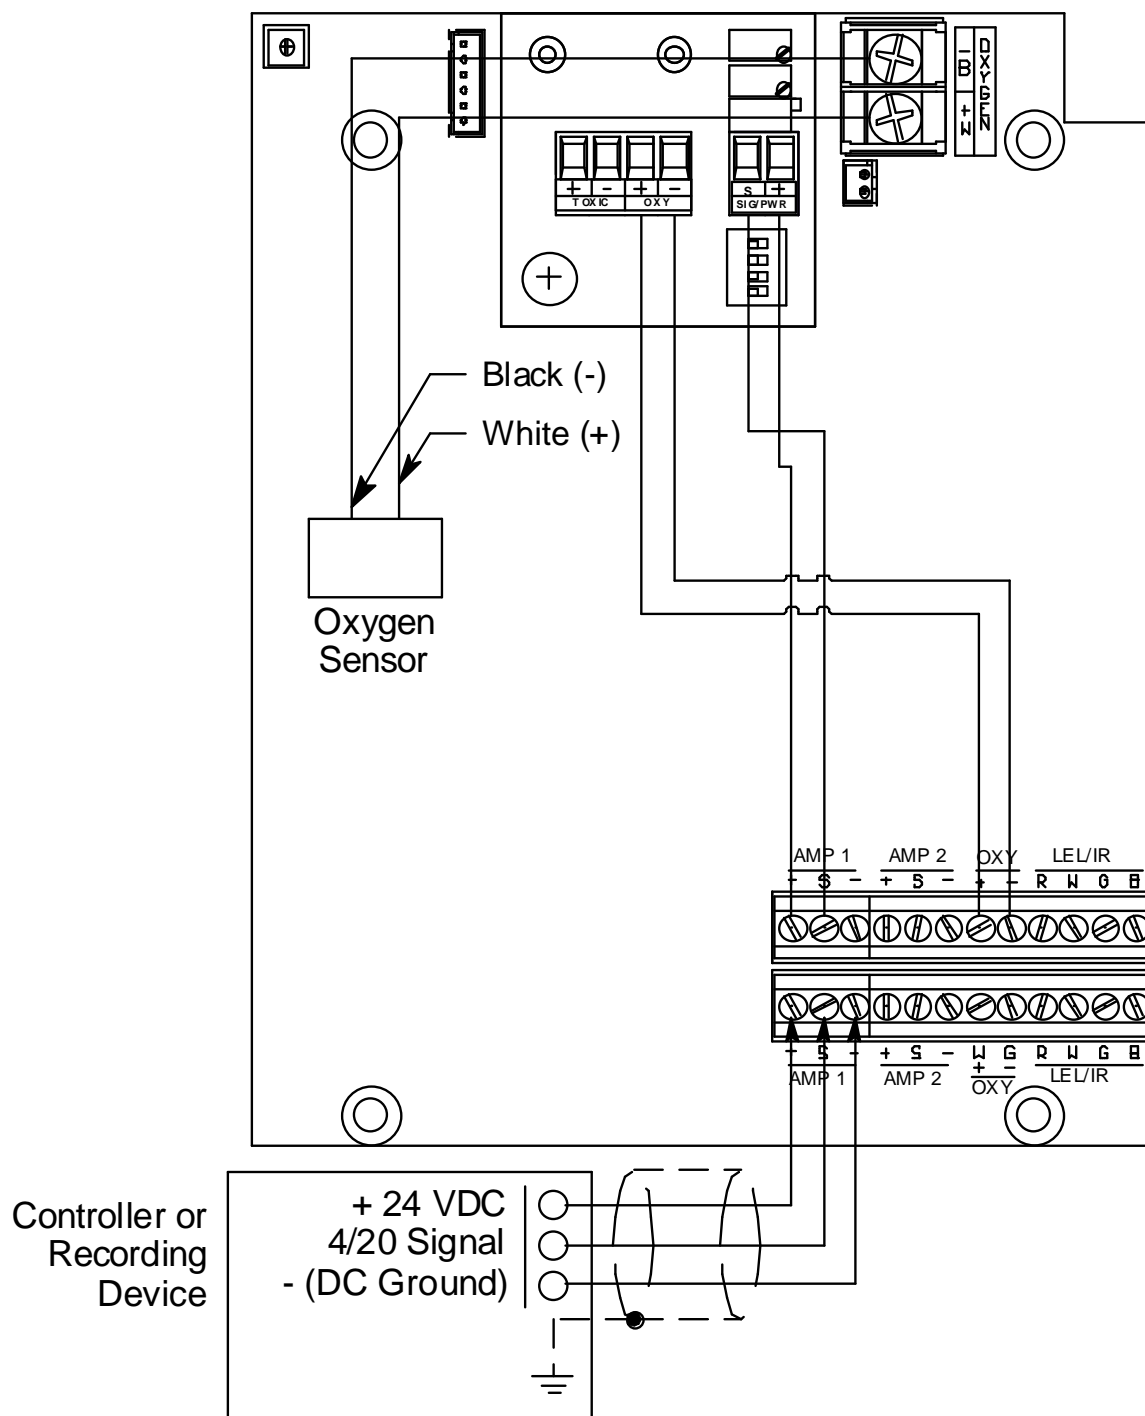 OXYGEN
-B
+W
+ - + -
TOXIC OXY
S +
SIG/PWR
Black (-)
White (+)
Oxygen
Sensor
AMP 1 AMP 2 OXY LEL/IR
- S - + S - + - R W G B
- S - + S - W G R W G B
+ -
AMP 1 AMP 2 OXY LEL/IR
Controller or
Recording
Device
+ 24 VDC
4/20 Signal
- (DC Ground)